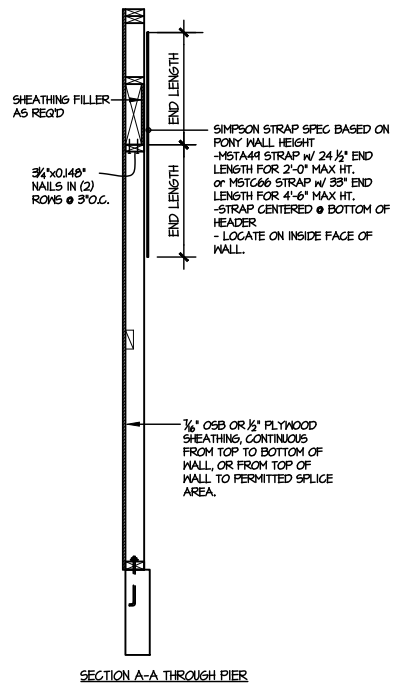 END LENGTH
SHEATHING FILLER
AS REQ'D
SIMPSON STRAP SPEC BASED ON
PONY WALL HEIGHT
-MSTA49 STRAP W/ 24 ½" END
LENGTH FOR 2'-0" MAX HT.
or MSTC66 STRAP W/ 33" END
LENGTH FOR 4'-6" MAX HT.
-STRAP CENTERED @ BOTTOM OF
HEADER
- LOCATE ON INSIDE FACE OF
WALL.
3¼"x0.148"
NAILS IN (2)
ROWS @ 3"O.C.
END LENGTH
7/16" OSB OR ½" PLYWOOD
SHEATHING, CONTINUOUS
FROM TOP TO BOTTOM OF
WALL, OR FROM TOP OF
WALL TO PERMITTED SPLICE
AREA.
SECTION A-A THROUGH PIER